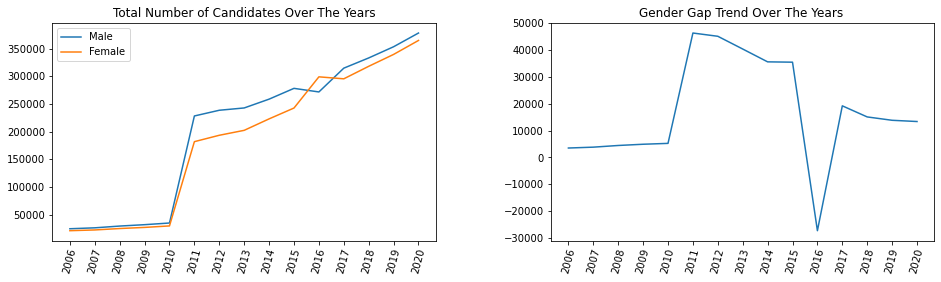 Total Number of Candidates Over The Years
Male
Female
350000
300000
250000
200000
150000
100000
50000
2006 2007 2008 2009 2010 2011 2012 2013 2014 2015 2016 2017 2018 2019 2020
Gender Gap Trend Over The Years
50000
40000
30000
20000
10000
0
−10000
−20000
−30000
2006 2007 2008 2009 2010 2011 2012 2013 2014 2015 2016 2017 2018 2019 2020